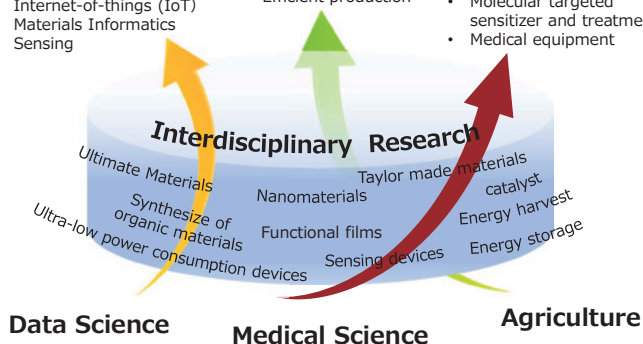 Internet-of-things (IoT)
Materials Informatics
Sensing
Efficient production
• Molecular targeted
sensitizer and treatme
• Medical equipment
Interdisciplinary Research
Ultimate Materials
Nanomaterials
Taylor made materials
catalyst
Synthesize of
organic materials
Functional films
Energy harvest
Ultra-low power consumption devices
Sensing devices
Energy storage
Data Science
Medical Science
Agriculture